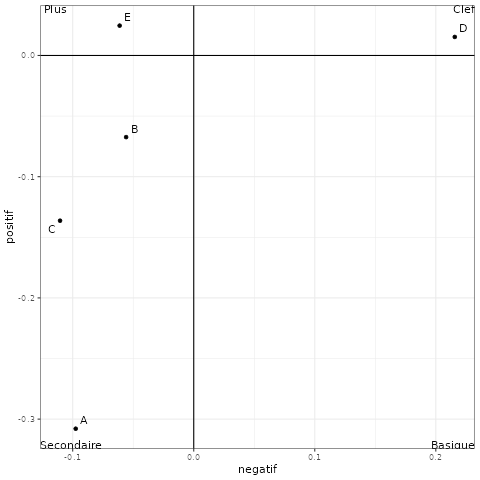 Plus
Clef
E
D
0.0
B
-0.1
C
positif
-0.2
A
-0.3
Secondaire
Basique
-0.1
0.0
0.1
0.2
negatif